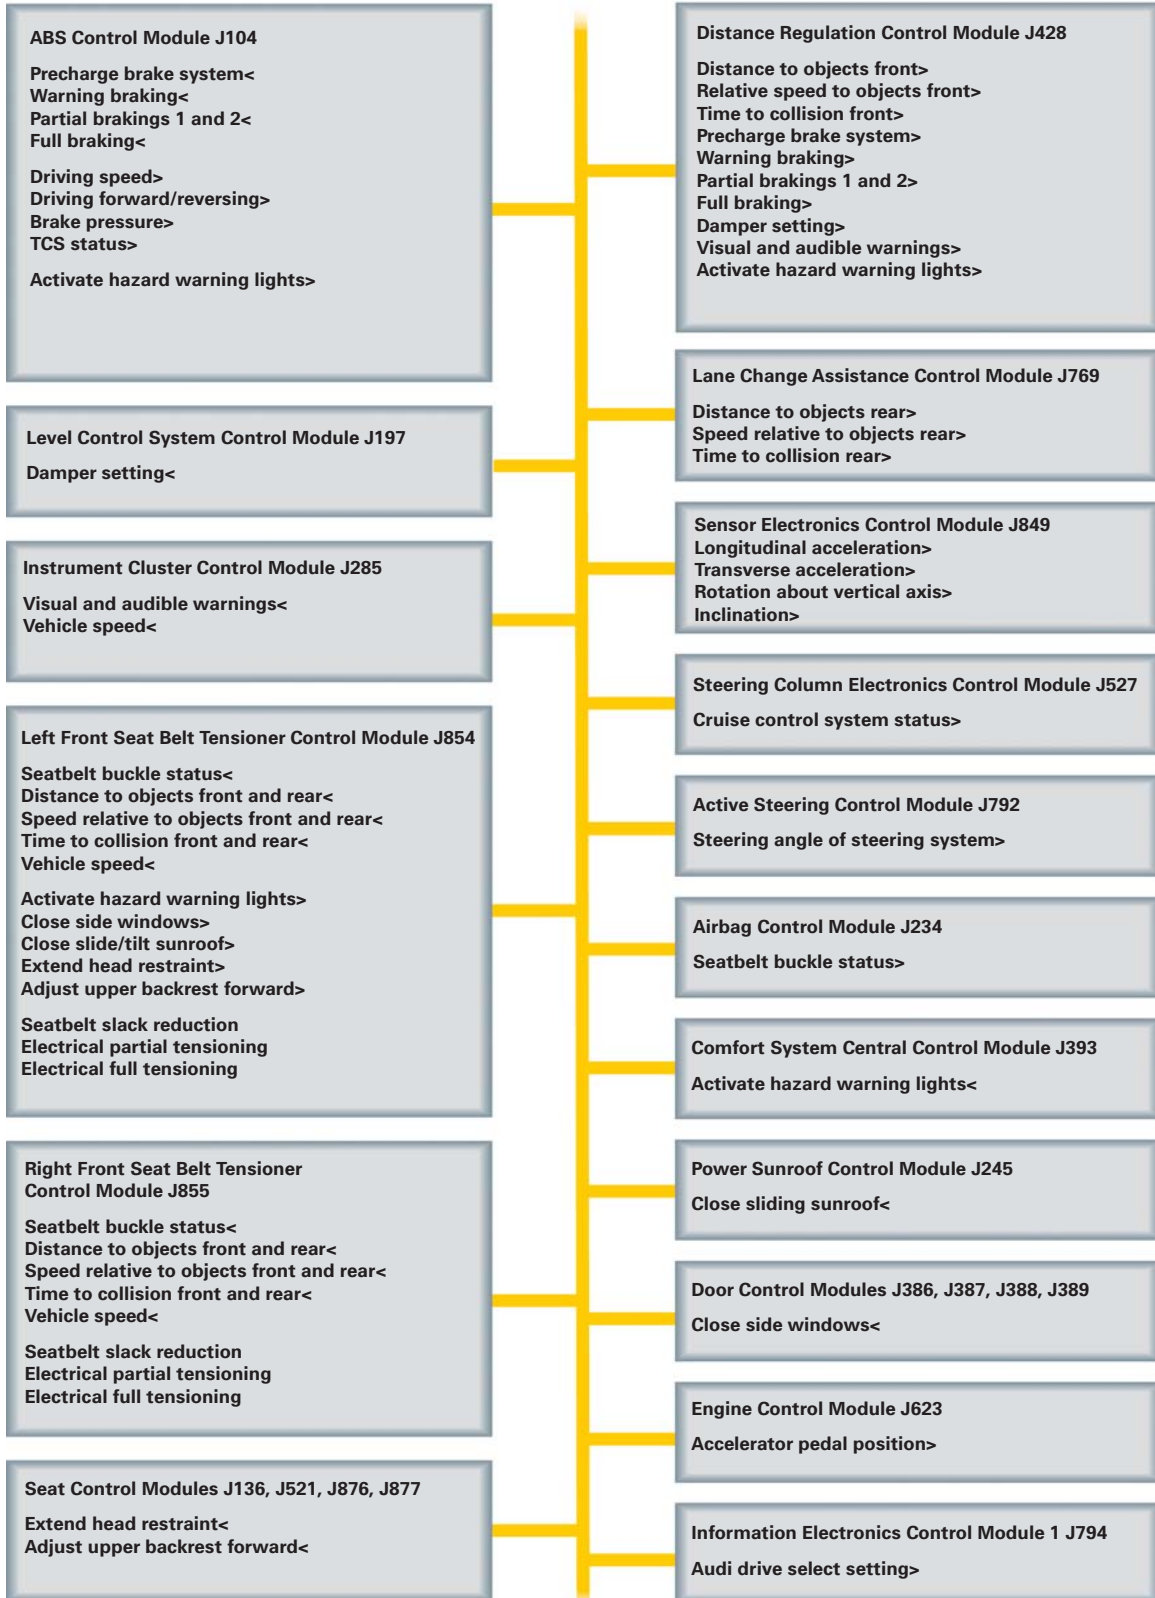 ABS Control Module J104
Precharge brake system<
Warning braking<
Partial brakings 1 and 2<
Full braking<
Driving speed>
Driving forward/reversing>
Brake pressure>
TCS status>
Activate hazard warning lights>
Level Control System Control Module J197
Damper setting<
Instrument Cluster Control Module J285
Visual and audible warnings<
Vehicle speed<
Left Front Seat Belt Tensioner Control Module J854
Seatbelt buckle status<
Distance to objects front and rear<
Speed relative to objects front and rear<
Time to collision front and rear<
Vehicle speed<
Activate hazard warning lights>
Close side windows>
Close slide/tilt sunroof>
Extend head restraint>
Adjust upper backrest forward>
Seatbelt slack reduction
Electrical partial tensioning
Electrical full tensioning
Right Front Seat Belt Tensioner
Control Module J855
Seatbelt buckle status<
Distance to objects front and rear<
Speed relative to objects front and rear<
Time to collision front and rear<
Vehicle speed<
Seatbelt slack reduction
Electrical partial tensioning
Electrical full tensioning
Seat Control Modules J136, J521, J876, J877
Extend head restraint<
Adjust upper backrest forward<
Distance Regulation Control Module J428
Distance to objects front>
Relative speed to objects front>
Time to collision front>
Precharge brake system>
Warning braking>
Partial brakings 1 and 2>
Full braking>
Damper setting>
Visual and audible warnings>
Activate hazard warning lights>
Lane Change Assistance Control Module J769
Distance to objects rear>
Speed relative to objects rear>
Time to collision rear>
Sensor Electronics Control Module J849
Longitudinal acceleration>
Transverse acceleration>
Rotation about vertical axis>
Inclination>
Steering Column Electronics Control Module J527
Cruise control system status>
Active Steering Control Module J792
Steering angle of steering system>
Airbag Control Module J234
Seatbelt buckle status>
Comfort System Central Control Module J393
Activate hazard warning lights<
Power Sunroof Control Module J245
Close sliding sunroof<
Door Control Modules J386, J387, J388, J389
Close side windows<
Engine Control Module J623
Accelerator pedal position>
Information Electronics Control Module 1 J794
Audi drive select setting>